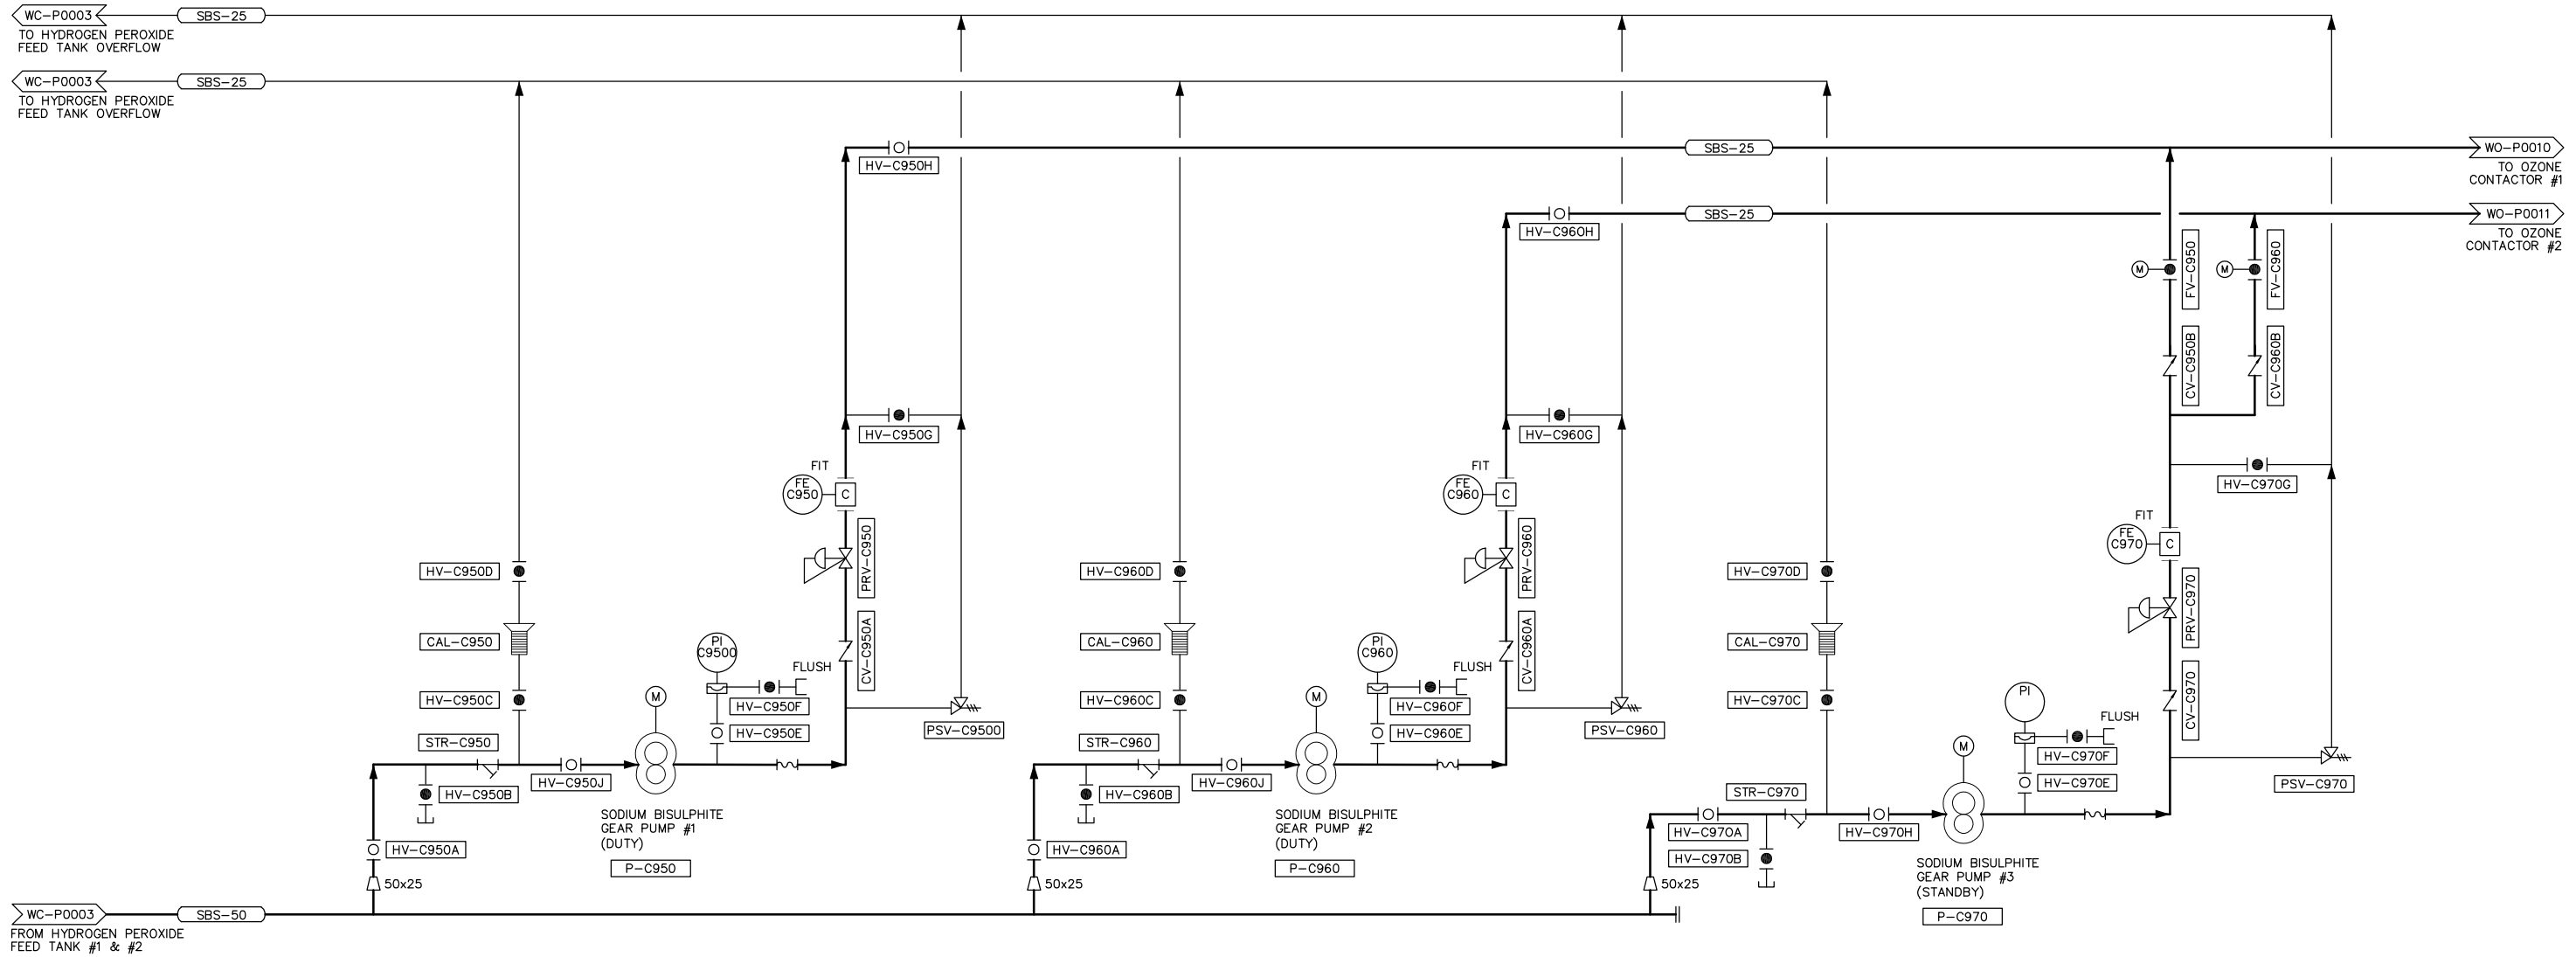 WC-P0003
SBS-25
TO HYDROGEN PEROXIDE
FEED TANK OVERFLOW
WC-P0003
SBS-25
TO HYDROGEN PEROXIDE
FEED TANK OVERFLOW
HV-C950H
SBS-25
WO-P0010
TO OZONE
CONTACTOR #1
HV-C960H
SBS-25
WO-P0011
TO OZONE
CONTACTOR #2
M
FV-C950
M
FV-C960
CV-C950B
CV-C960B
HV-C950G
HV-C960G
HV-C970G
FIT
FE
C950
C
FIT
FE
C960
C
FIT
FE
C970
C
PRV-C950
PRV-C960
PRV-C970
HV-C950D
HV-C960D
HV-C970D
CAL-C950
CAL-C960
CAL-C970
CV-C950A
CV-C960A
CV-C970
PI
C9500
FLUSH
PI
C960
FLUSH
PI
FLUSH
HV-C950C
M
HV-C950F
HV-C950E
PSV-C9500
HV-C960C
M
HV-C960F
HV-C960E
PSV-C960
HV-C970C
M
HV-C970F
HV-C970E
PSV-C970
STR-C950
HV-C950J
HV-C950B
STR-C960
HV-C960J
HV-C960B
STR-C970
HV-C970A
HV-C970H
HV-C970B
SODIUM BISULPHITE
GEAR PUMP #1
(DUTY)
P-C950
SODIUM BISULPHITE
GEAR PUMP #2
(DUTY)
P-C960
SODIUM BISULPHITE
GEAR PUMP #3
(STANDBY)
P-C970
HV-C950A
50x25
HV-C960A
50x25
50x25
WC-P0003
SBS-50
FROM HYDROGEN PEROXIDE
FEED TANK #1 & #2